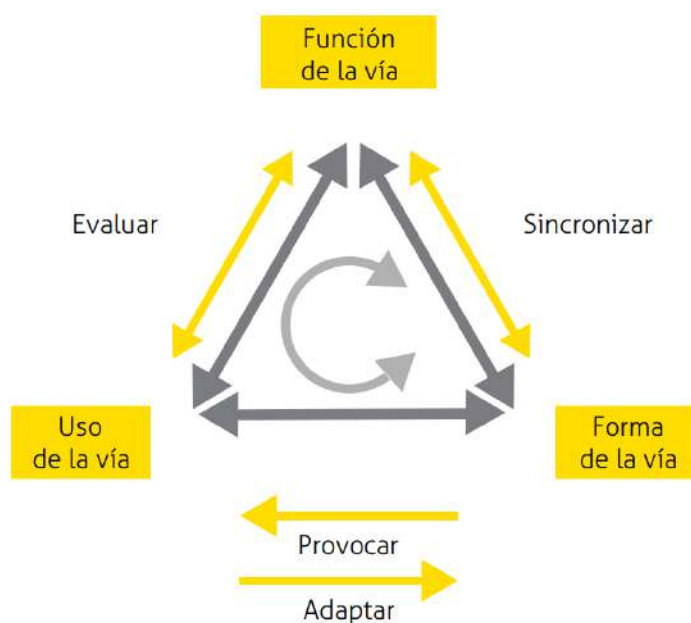 Función
de la vía
Evaluar
Sincronizar
Uso
de la vía
Forma
de la vía
Provocar
Adaptar